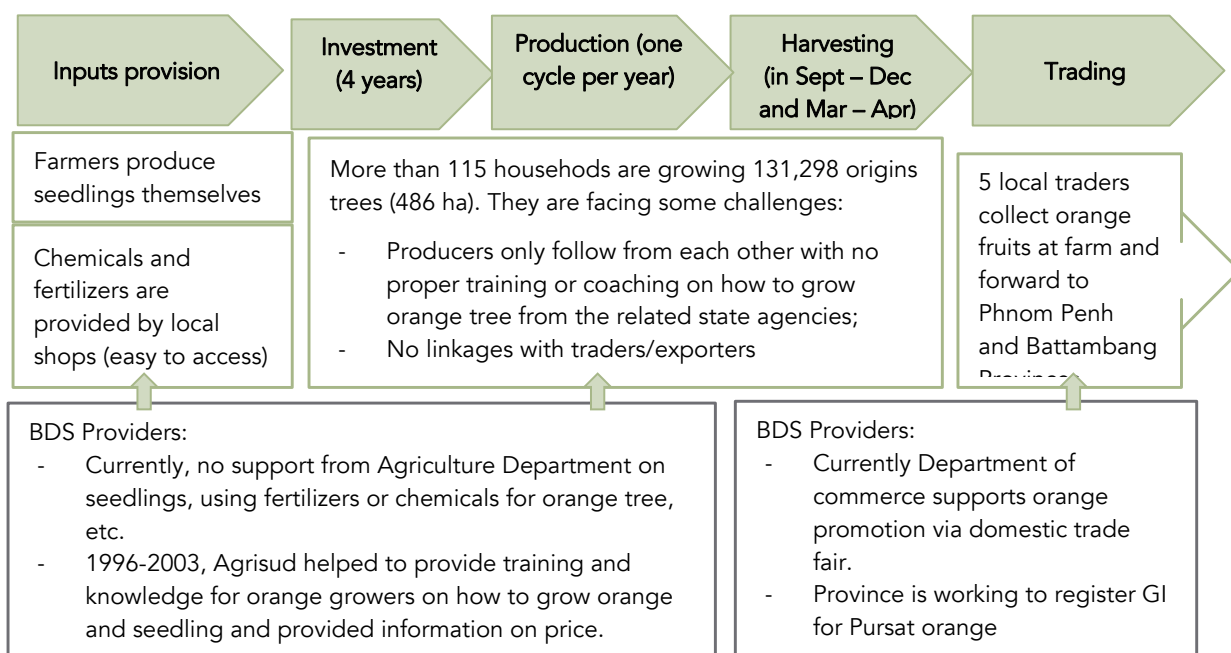 Inputs provision
Investment
(4 years)
Production (one
cycle per year)
Harvesting
(in Sept – Dec
and Mar – Apr)
Trading
Farmers produce
seedlings themselves
Chemicals and
fertilizers are
provided by local
shops (easy to access)
More than 115 househods are growing 131,298 origins
trees (486 ha). They are facing some challenges:
- Producers only follow from each other with no
proper training or coaching on how to grow
orange tree from the related state agencies;
- No linkages with traders/exporters
5 local traders
collect orange
fruits at farm and
forward to
Phnom Penh
and Battambang
BDS Providers:
- Currently, no support from Agriculture Department on
seedlings, using fertilizers or chemicals for orange tree,
etc.
- 1996-2003, Agrisud helped to provide training and
knowledge for orange growers on how to grow orange
and seedling and provided information on price.
BDS Providers:
- Currently Department of
commerce supports orange
promotion via domestic trade
fair.
- Province is working to register GI
for Pursat orange